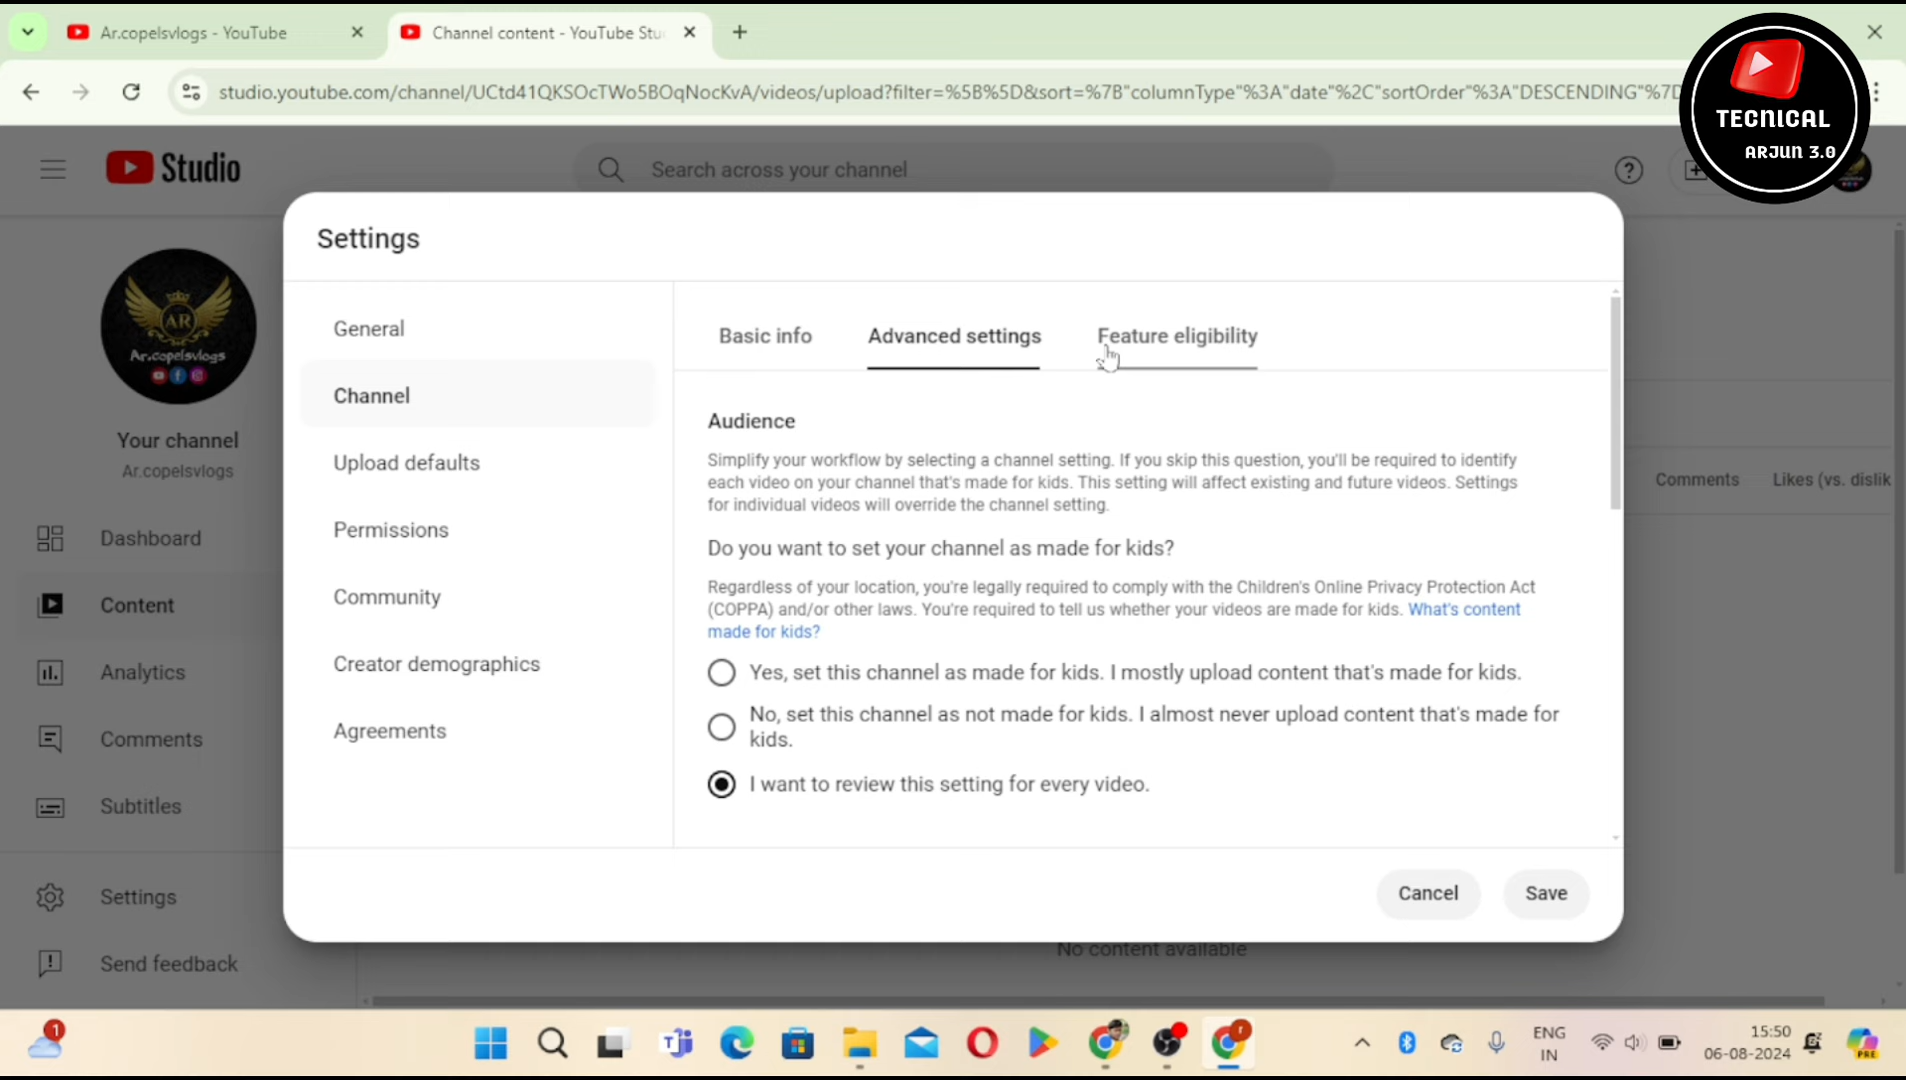 Ar.copelsvlogs - YouTube
Channel content - YouTube Stu
studio.youtube.com/channel/UCtd41QKSOcTWo5BOqNocKvA/videos/upload?filter=%5B%5D&sort=%7B"columnType"%3A"date"%2C"sortOrder"%3A"DESCENDING"%7D
TECNICAL
ARJUN 3.0
Studio
Search across your channel
Settings
AR
Ar.copelsvlogs
Your channel
Ar.copelsvlogs
Dashboard
Content
Analytics
Comments
Subtitles
Settings
Send feedback
General
Channel
Upload defaults
Permissions
Community
Creator demographics
Agreements
Basic info
Advanced settings
Feature eligibility
Audience
Simplify your workflow by selecting a channel setting. If you skip this question, you'll be required to identify
each video on your channel that's made for kids. This setting will affect existing and future videos. Settings
for individual videos will override the channel setting.
Do you want to set your channel as made for kids?
Regardless of your location, you're legally required to comply with the Children's Online Privacy Protection Act
(COPPA) and/or other laws. You're required to tell us whether your videos are made for kids. What's content
made for kids?
Yes, set this channel as made for kids. I mostly upload content that's made for kids.
No, set this channel as not made for kids. I almost never upload content that's made for
kids.
I want to review this setting for every video.
Cancel
Save
Comments
Likes (vs. dislik
No content available
1
ENG
IN
15:50
06-08-2024
PRE